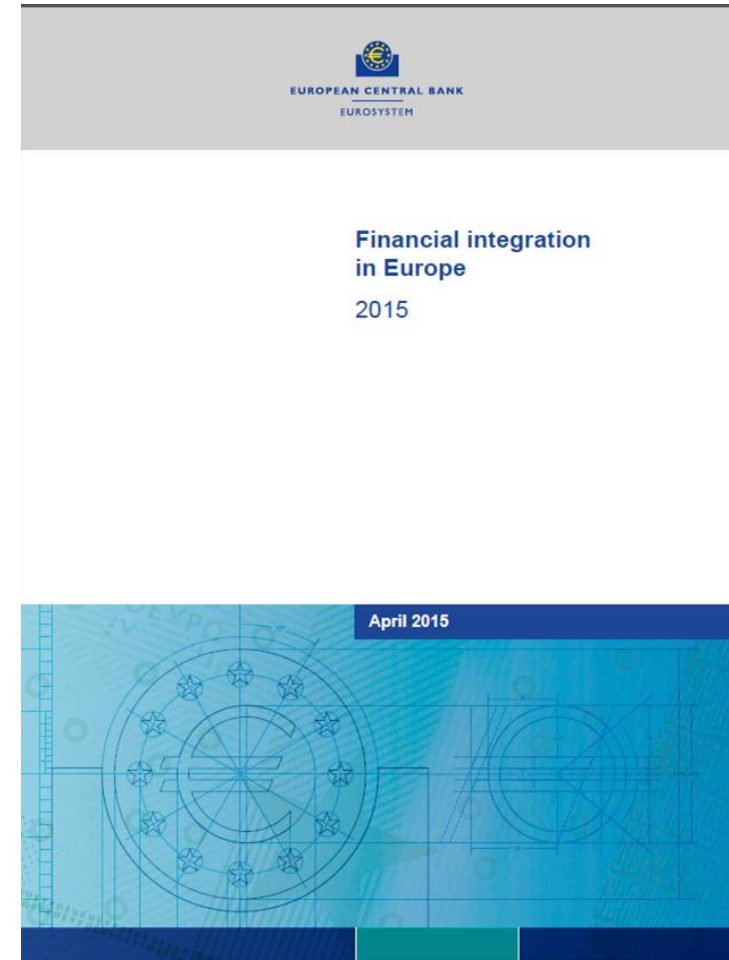 EUROPEAN CENTRAL BANK
EUROSYSTEM
Financial integration
in Europe
2015
April 2015